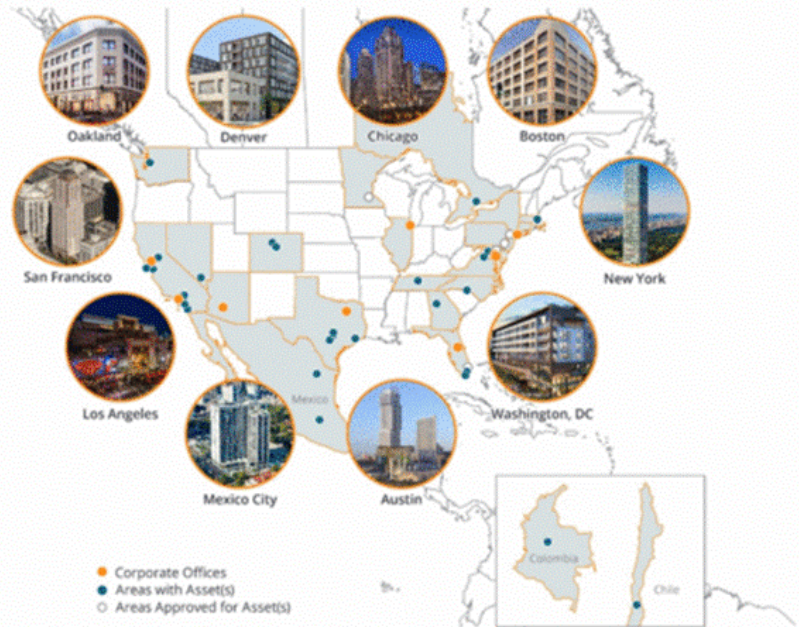 Oakland
Denver
Chicago
Boston
San Francisco
New York
Los Angeles
Mexico
Washington, DC
Mexico City
Austin
Colombia
Chile
Corporate Offices
Areas with Asset(s)
Areas Approved for Asset(s)